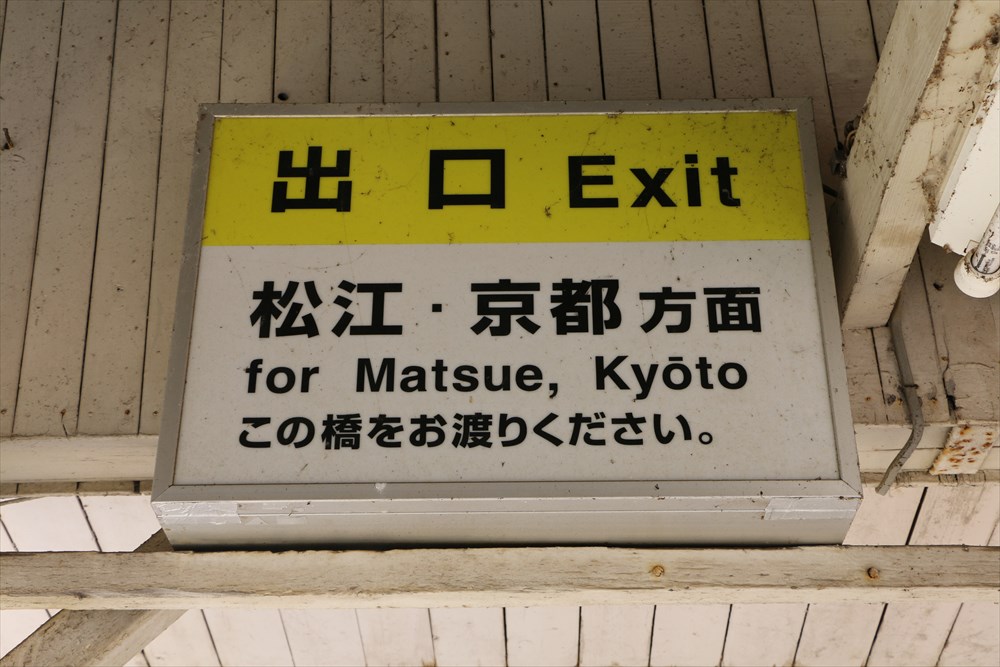 出口 Exit
松江・京都方面
for Matsue, Kyōto
この橋をお渡りください。